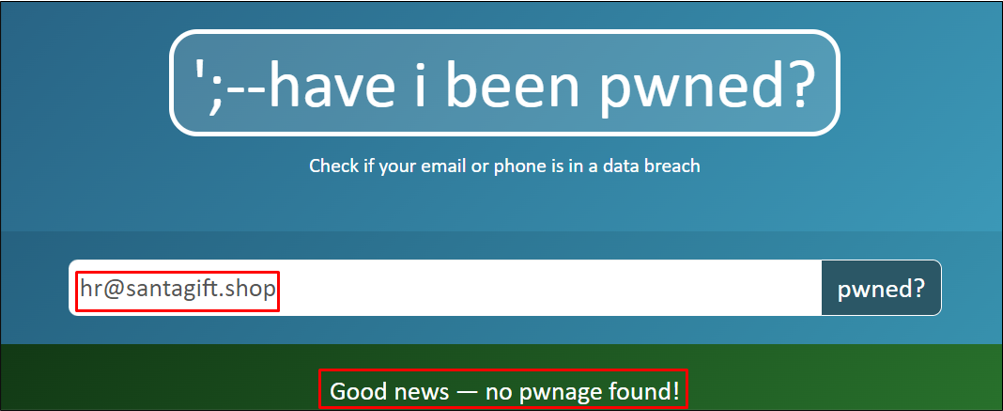 ';--have i been pwned?
Check if your email or phone is in a data breach
hr@santagift.shop pwned?
Good news — no pwnage found!